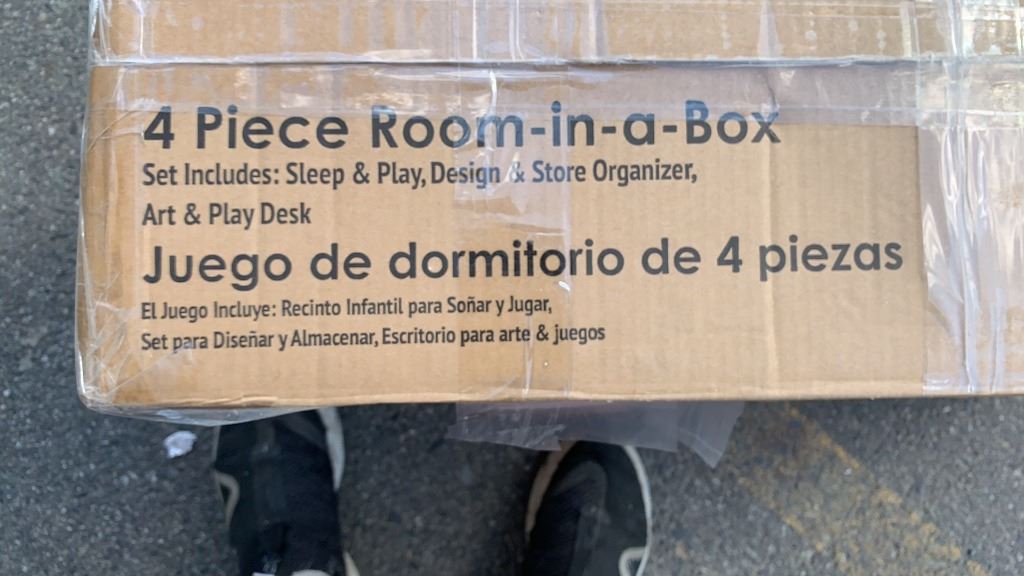 4 Piece Room-in-a-Box
Set Includes: Sleep & Play, Design & Store Organizer,
Art & Play Desk
Juego de dormitorio de 4 piezas
El Juego Incluye: Recinto Infantil para Soñar y Jugar,
Set para Diseñar y Almacenar, Escritorio para arte & juegos